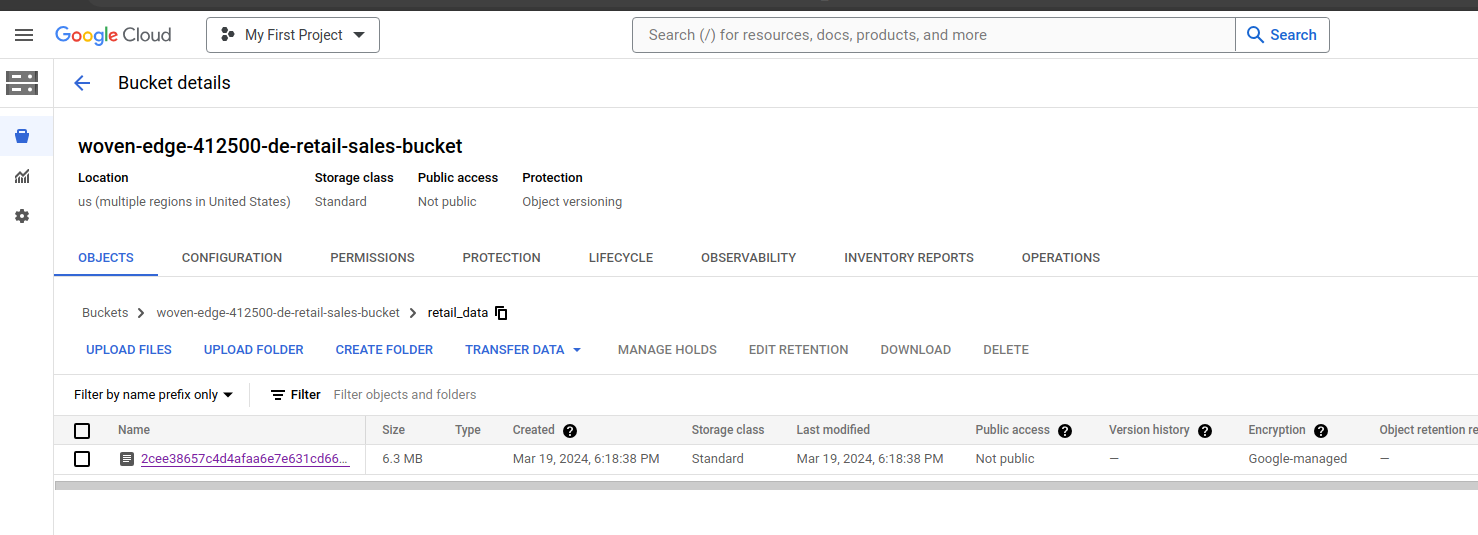 Google Cloud My First Project Search (/) for resources, docs, products, and more Search
Bucket details
woven-edge-412500-de-retail-sales-bucket
Location Storage class Public access Protection
us (multiple regions in United States) Standard Not public Object versioning
OBJECTS CONFIGURATION PERMISSIONS PROTECTION LIFECYCLE OBSERVABILITY INVENTORY REPORTS OPERATIONS
Buckets > woven-edge-412500-de-retail-sales-bucket > retail_data
UPLOAD FILES UPLOAD FOLDER CREATE FOLDER TRANSFER DATA MANAGE HOLDS EDIT RETENTION DOWNLOAD DELETE
Filter by name prefix only Filter Filter objects and folders
Name Size Type Created ? Storage class Last modified Public access ? Version history ? Encryption ? Object retention re
2cee38657c4d4afaa6e7e631cd66… 6.3 MB Mar 19, 2024, 6:18:38 PM Standard Mar 19, 2024, 6:18:38 PM Not public — Google-managed —